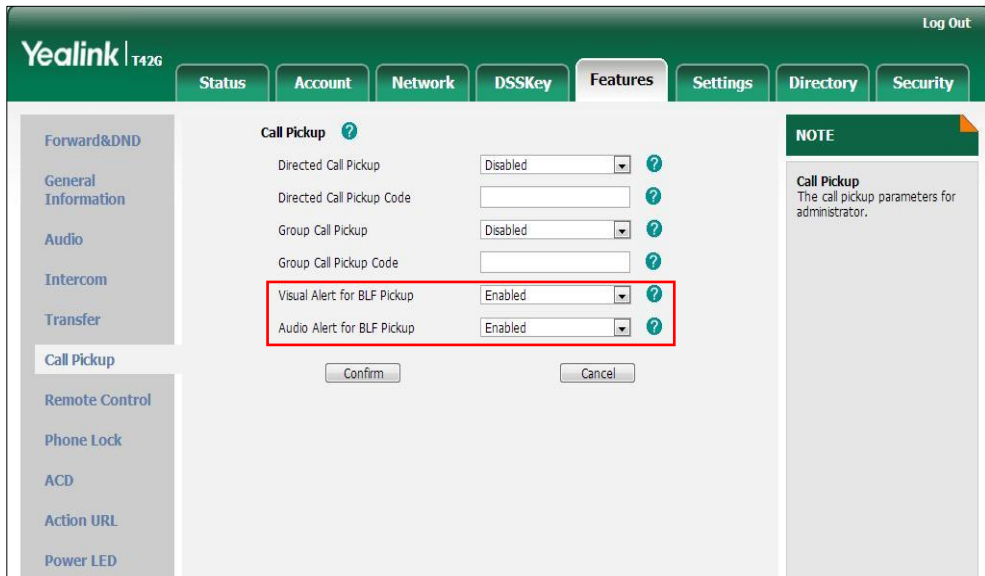 Log Out
Yealink T42G
Status Account Network DSSKey Features Settings Directory Security
Forward&DND
General
Information
Audio
Intercom
Transfer
Call Pickup
Remote Control
Phone Lock
ACD
Action URL
Power LED
Call Pickup ?
Directed Call Pickup Disabled ?
Directed Call Pickup Code ?
Group Call Pickup Disabled ?
Group Call Pickup Code ?
Visual Alert for BLF Pickup Enabled ?
Audio Alert for BLF Pickup Enabled ?
Confirm Cancel
NOTE
Call Pickup
The call pickup parameters for
administrator.